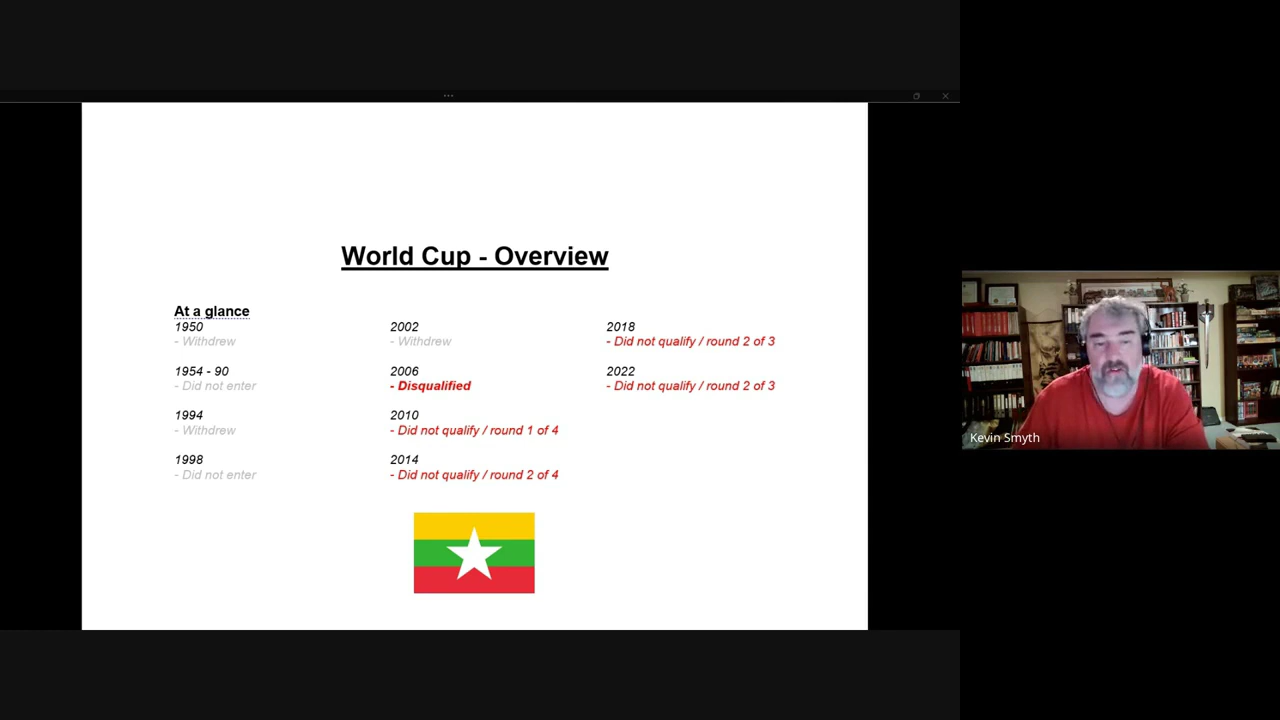 World Cup - Overview
At a glance
1950
- Withdrew
1954 - 90
- Did not enter
1994
- Withdrew
1998
- Did not enter
2002
- Withdrew
2006
- Disqualified
2010
- Did not qualify / round 1 of 4
2014
- Did not qualify / round 2 of 4
2018
- Did not qualify / round 2 of 3
2022
- Did not qualify / round 2 of 3
Kevin Smyth